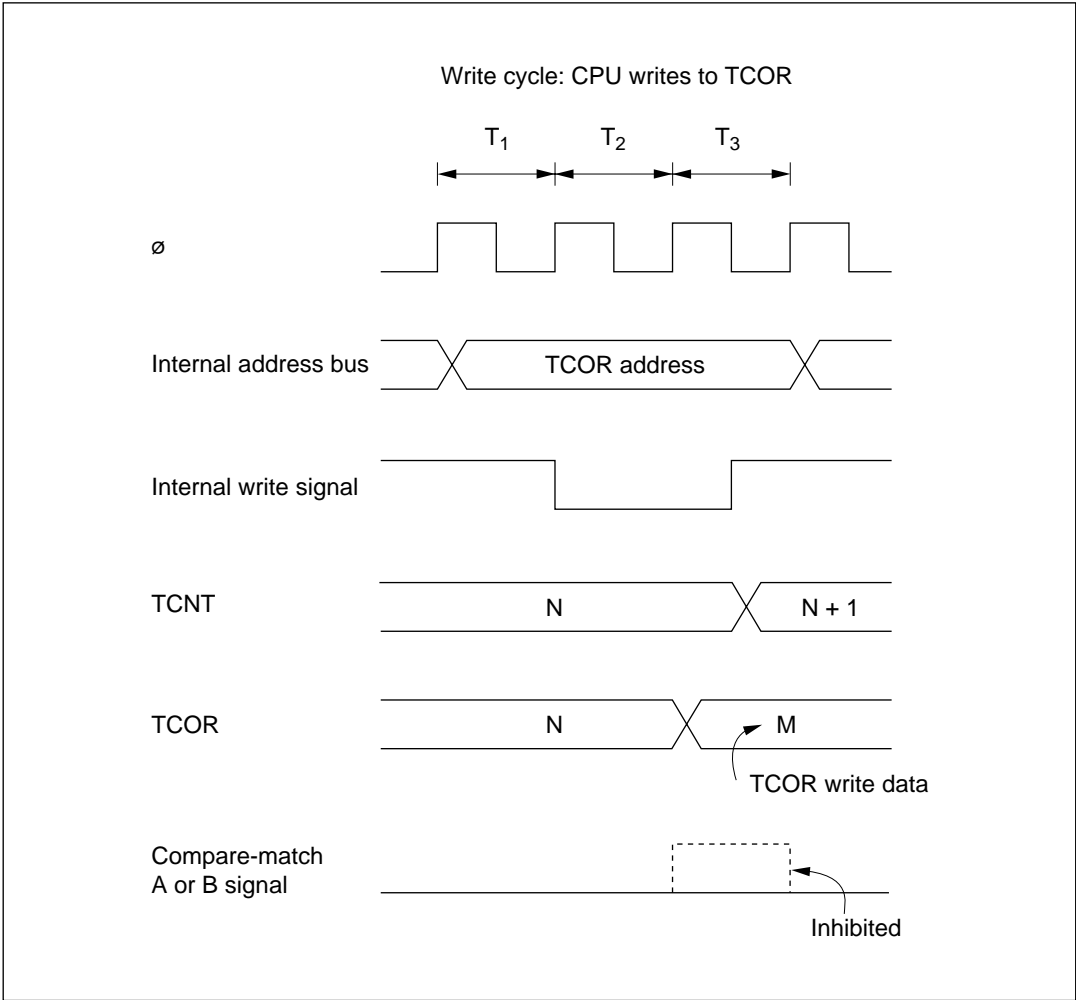 Write cycle: CPU writes to TCOR
T1 T2 T3
ø
Internal address bus
TCOR address
Internal write signal
TCNT
N
N + 1
TCOR
N
M
TCOR write data
Compare-match
A or B signal
Inhibited